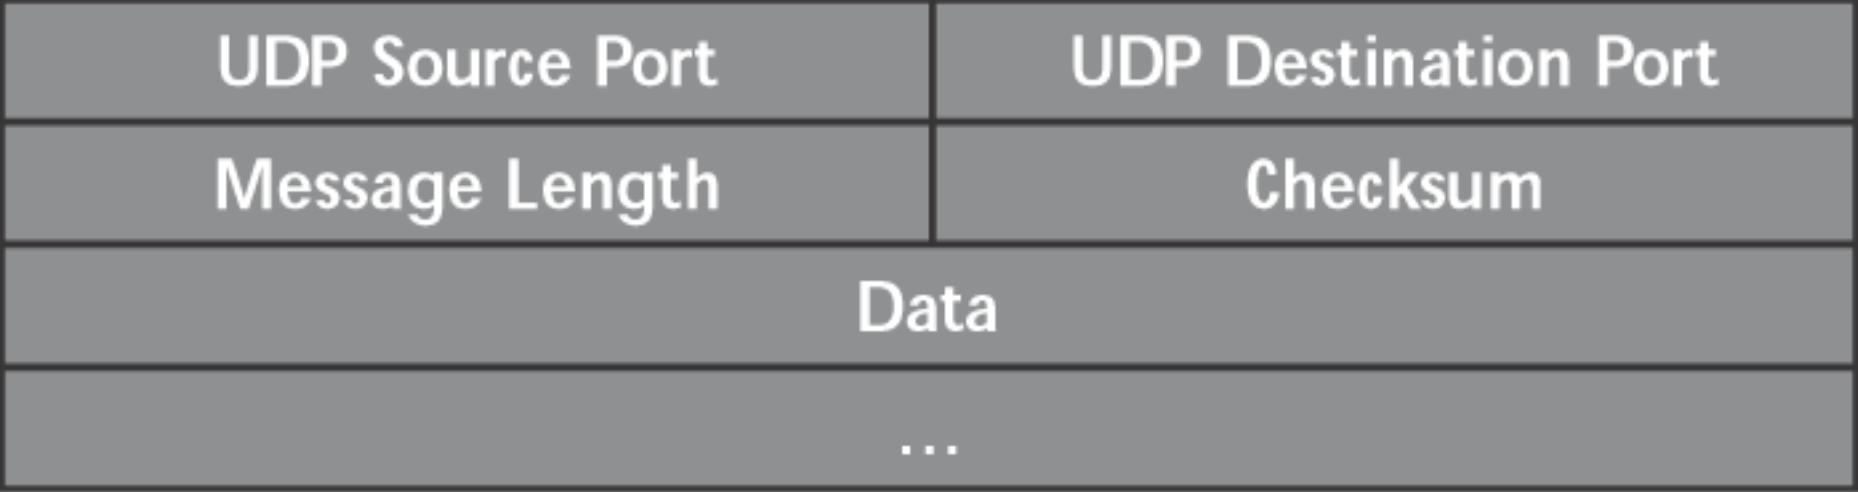 UDP Source Port
UDP Destination Port
Message Length
Checksum
Data
...